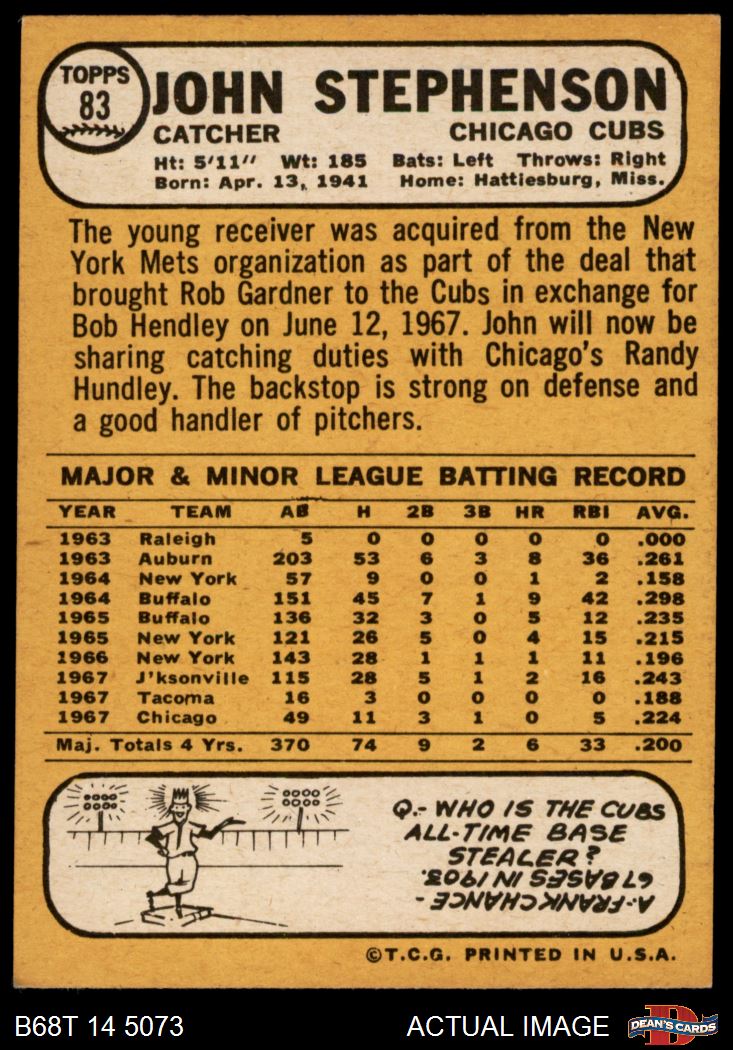 TOPPS
83
JOHN STEPHENSON
CATCHER CHICAGO CUBS
Ht: 5'11" Wt: 185 Bats: Left Throws: Right
Born: Apr. 13, 1941 Home: Hattiesburg, Miss.
The young receiver was acquired from the New
York Mets organization as part of the deal that
brought Rob Gardner to the Cubs in exchange for
Bob Hendley on June 12, 1967. John will now be
sharing catching duties with Chicago's Randy
Hundley. The backstop is strong on defense and
a good handler of pitchers.
MAJOR & MINOR LEAGUE BATTING RECORD
YEAR TEAM AB H 2B 3B HR RBI AVG.
1963 Raleigh 5 0 0 0 0 0 .000
1963 Auburn 203 53 6 3 8 36 .261
1964 New York 57 9 0 0 1 2 .158
1964 Buffalo 151 45 7 1 9 42 .298
1965 Buffalo 136 32 3 0 5 12 .235
1965 New York 121 26 5 0 4 15 .215
1966 New York 143 28 1 1 1 11 .196
1967 J'ksonville 115 28 5 1 2 16 .243
1967 Tacoma 16 3 0 0 0 0 .188
1967 Chicago 49 11 3 1 0 5 .224
Maj. Totals 4 Yrs. 370 74 9 2 6 33 .200
Q.- WHO IS THE CUBS
ALL-TIME BASE
STEALER?
A.-FRANK CHANCE -
67 BASES IN 1903.
©T.C.G. PRINTED IN U.S.A.
B68T 14 5073 ACTUAL IMAGE
D
DEAN'S CARDS